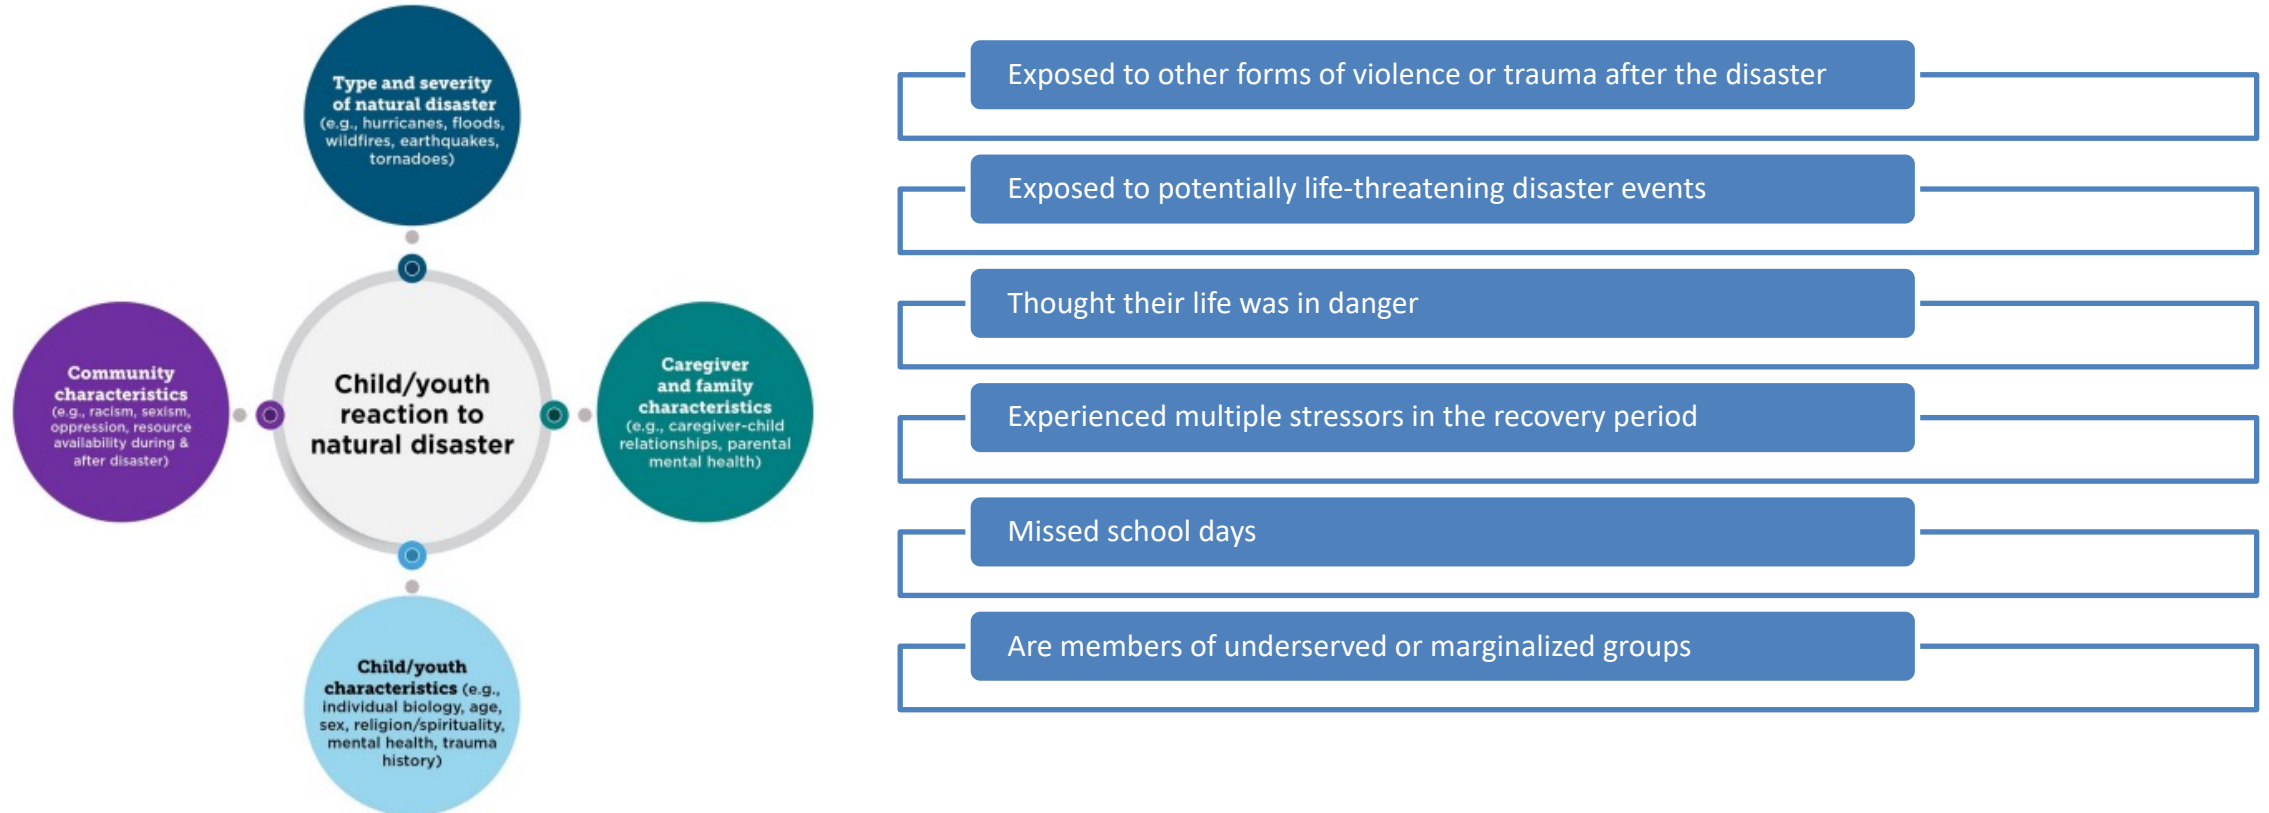 Type and severity
of natural disaster
(e.g., hurricanes, floods,
wildfires, earthquakes,
tornadoes)
Community
characteristics
(e.g., racism, sexism,
oppression, resource
availability during &
after disaster)
Child/youth
reaction to
natural disaster
Caregiver
and family
characteristics
(e.g., caregiver-child
relationships, parental
mental health)
Child/youth
characteristics (e.g.,
individual biology, age,
sex, religion/spirituality,
mental health, trauma
history)
Exposed to other forms of violence or trauma after the disaster
Exposed to potentially life-threatening disaster events
Thought their life was in danger
Experienced multiple stressors in the recovery period
Missed school days
Are members of underserved or marginalized groups